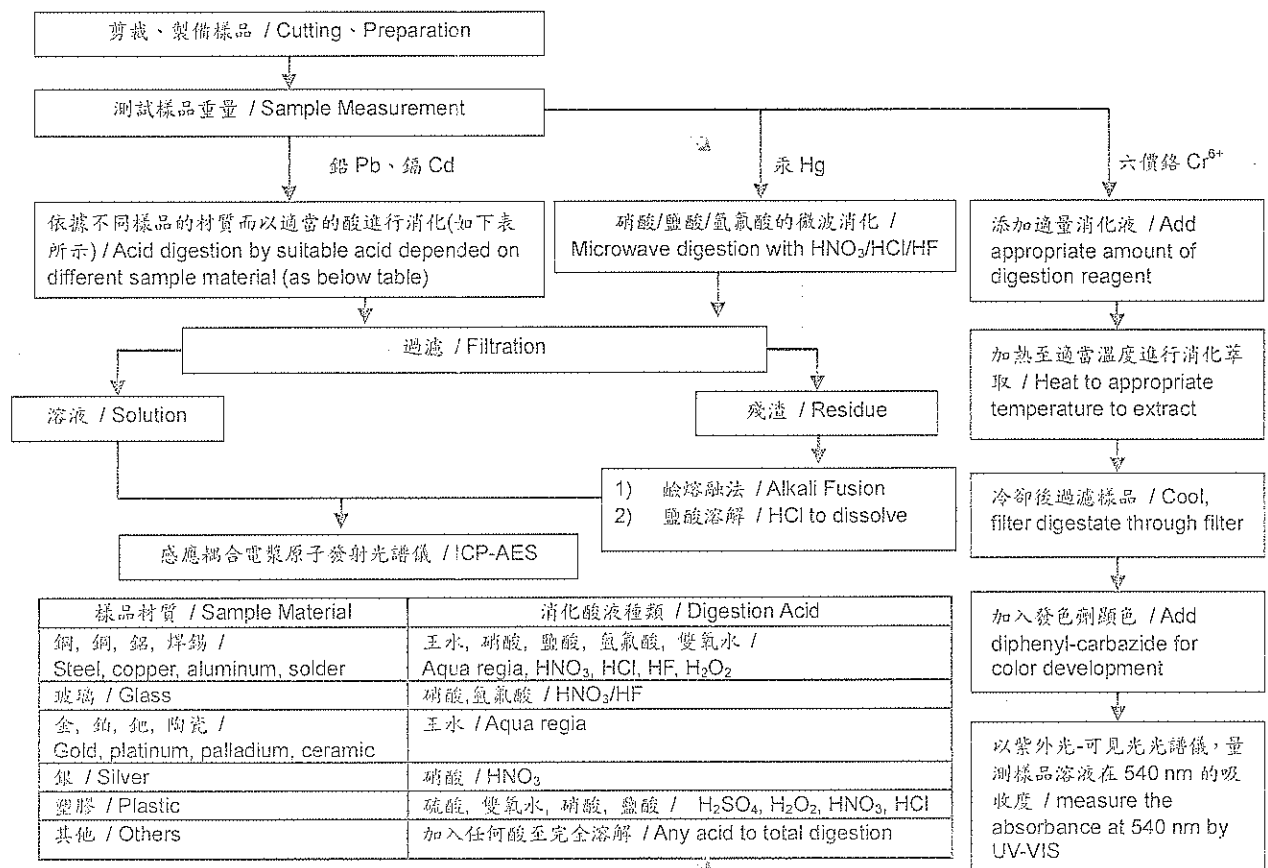 剪裁、製備樣品 / Cutting、Preparation
測試樣品重量 / Sample Measurement
鉛 Pb、鎘 Cd
汞 Hg
六價鉻 Cr⁶⁺
依據不同樣品的材質而以適當的酸進行消化(如下表
所示) / Acid digestion by suitable acid depended on
different sample material (as below table)
硝酸/鹽酸/氫氟酸的微波消化 /
Microwave digestion with HNO₃/HCl/HF
添加適量消化液 / Add
appropriate amount of
digestion reagent
過濾 / Filtration
加熱至適當溫度進行消化萃
取 / Heat to appropriate
temperature to extract
溶液 / Solution
殘渣 / Residue
1) 鹼熔融法 / Alkali Fusion
2) 鹽酸溶解 / HCl to dissolve
冷卻後過濾樣品 / Cool,
filter digestate through filter
感應耦合電漿原子發射光譜儀 / ICP-AES
加入發色劑顯色 / Add
diphenyl-carbazide for
color development
以紫外光-可見光光譜儀，量
測樣品溶液在 540 nm 的吸
收度 / measure the
absorbance at 540 nm by
UV-VIS
樣品材質 / Sample Material 消化酸液種類 / Digestion Acid
鋼, 銅, 鋁, 焊錫 / 王水, 硝酸, 鹽酸, 氫氟酸, 雙氧水 /
Steel, copper, aluminum, solder Aqua regia, HNO₃, HCl, HF, H₂O₂
玻璃 / Glass 硝酸,氫氟酸 / HNO₃/HF
金, 鉑, 鈀, 陶瓷 / 王水 / Aqua regia
Gold, platinum, palladium, ceramic
銀 / Silver 硝酸 / HNO₃
塑膠 / Plastic 硫酸, 雙氧水, 硝酸, 鹽酸 / H₂SO₄, H₂O₂, HNO₃, HCl
其他 / Others 加入任何酸至完全溶解 / Any acid to total digestion